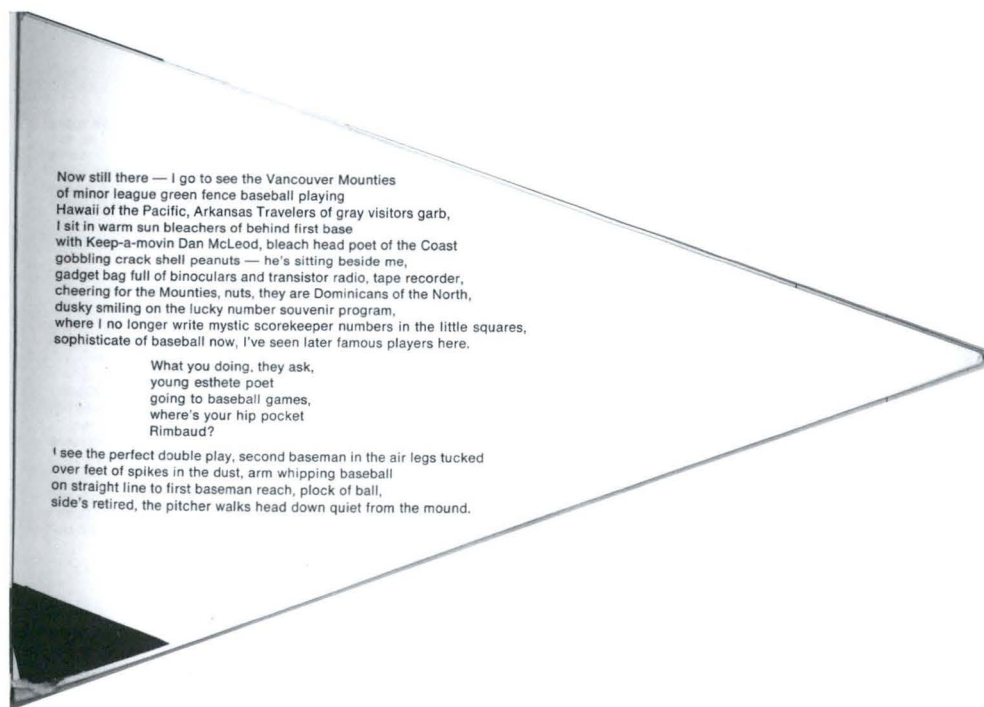 Now still there — I go to see the Vancouver Mounties
of minor league green fence baseball playing
Hawaii of the Pacific, Arkansas Travelers of gray visitors garb,
I sit in warm sun bleachers of behind first base
with Keep-a-movin Dan McLeod, bleach head poet of the Coast
gobbling crack shell peanuts — he's sitting beside me,
gadget bag full of binoculars and transistor radio, tape recorder,
cheering for the Mounties, nuts, they are Dominicans of the North,
dusky smiling on the lucky number souvenir program,
where I no longer write mystic scorekeeper numbers in the little squares,
sophisticate of baseball now, I've seen later famous players here.
What you doing, they ask,
young esthete poet
going to baseball games,
where's your hip pocket
Rimbaud?
I see the perfect double play, second baseman in the air legs tucked
over feet of spikes in the dust, arm whipping baseball
on straight line to first baseman reach, plock of ball,
side's retired, the pitcher walks head down quiet from the mound.